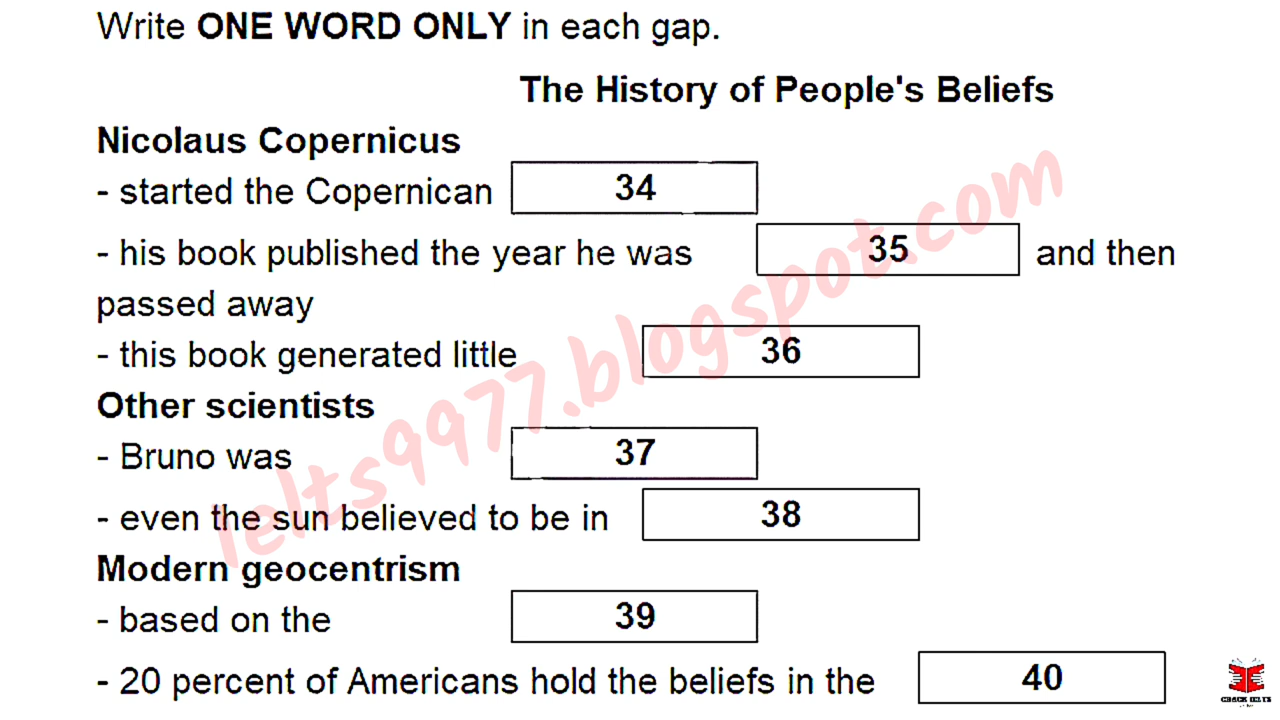 Write ONE WORD ONLY in each gap.
The History of People's Beliefs
Nicolaus Copernicus
- started the Copernican 34
- his book published the year he was 35 and then
passed away
- this book generated little 36
Other scientists
- Bruno was 37
- even the sun believed to be in 38
Modern geocentrism
- based on the 39
- 20 percent of Americans hold the beliefs in the 40
ielts9977.blogspot.com
CRACK IELTS